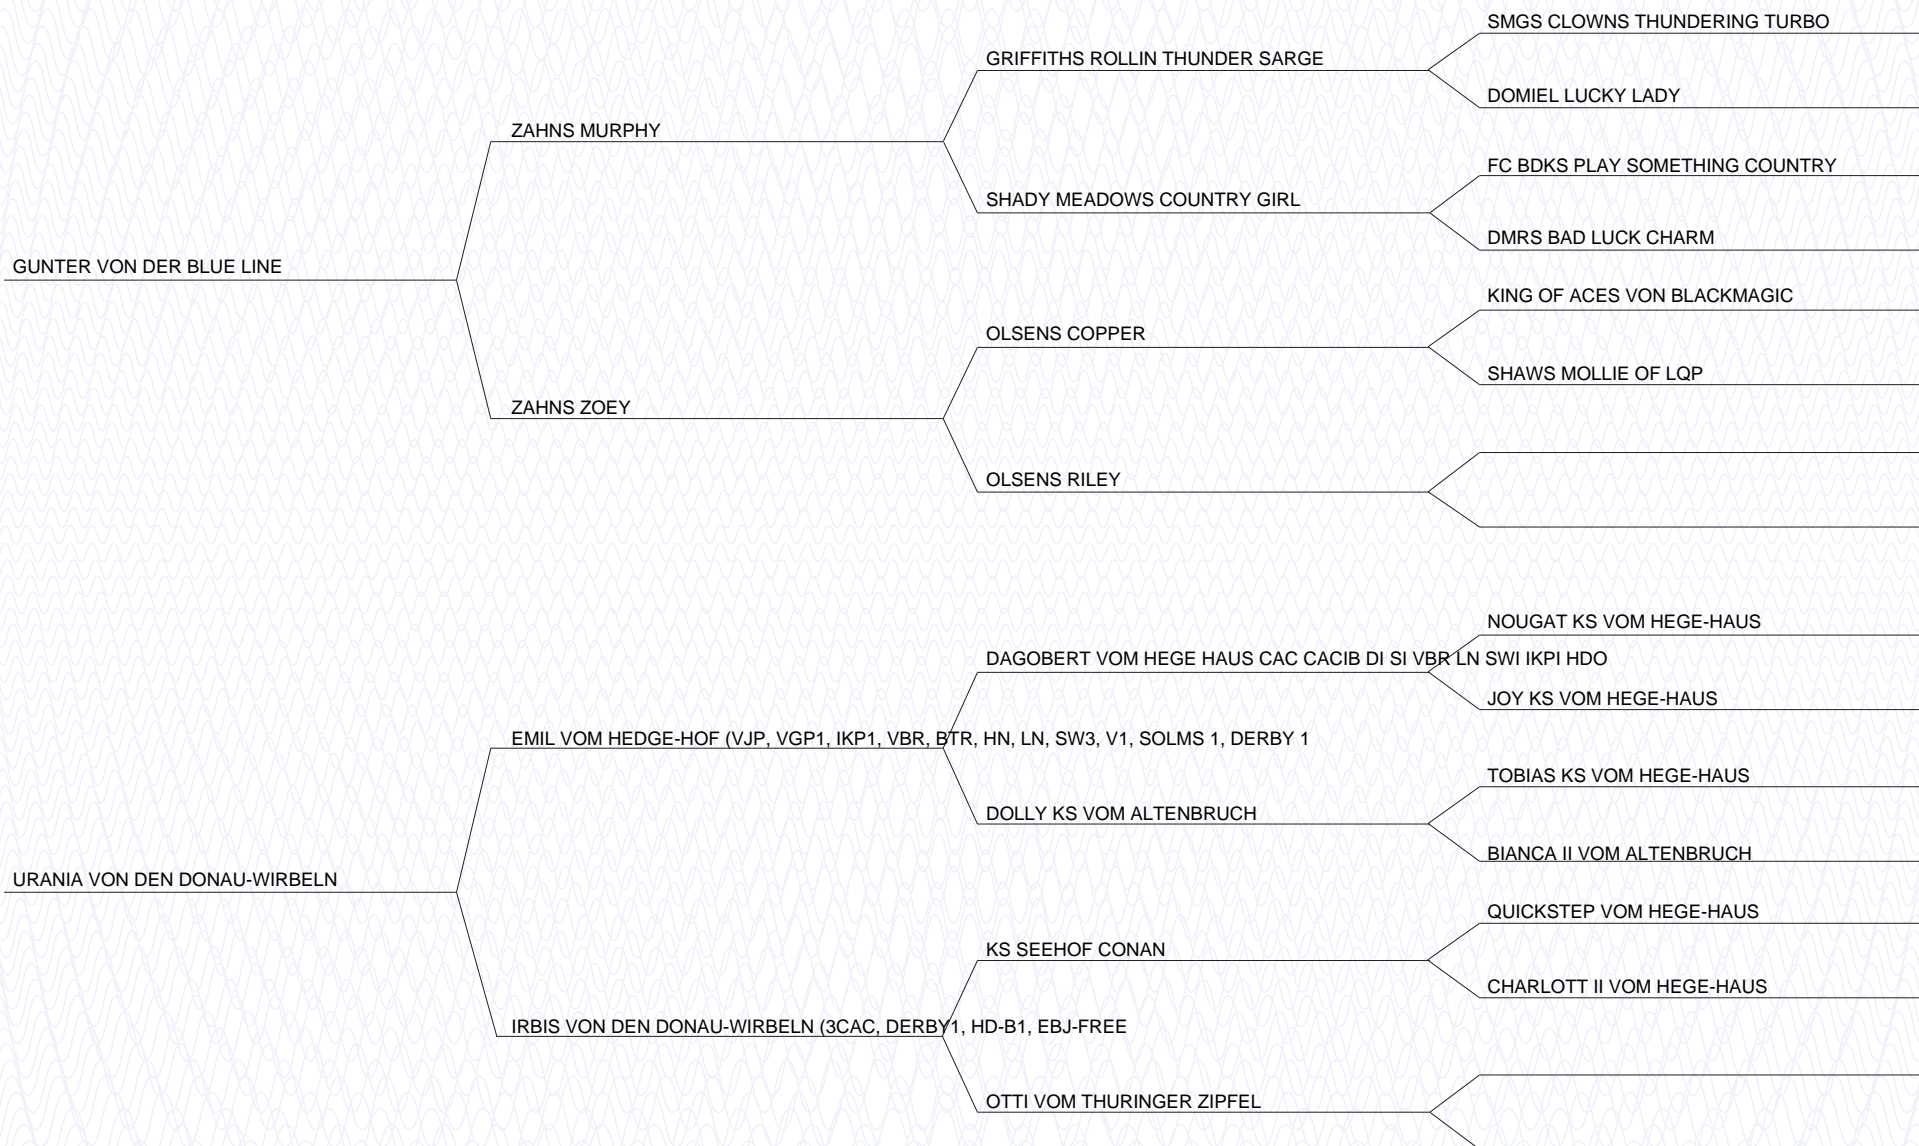 SMGS CLOWNS THUNDERING TURBO
GRIFFITHS ROLLIN THUNDER SARGE
DOMIEL LUCKY LADY
ZAHNS MURPHY
FC BDKS PLAY SOMETHING COUNTRY
SHADY MEADOWS COUNTRY GIRL
DMRS BAD LUCK CHARM
GUNTER VON DER BLUE LINE
KING OF ACES VON BLACKMAGIC
OLSENS COPPER
SHAWS MOLLIE OF LQP
ZAHNS ZOEY
OLSENS RILEY
NOUGAT KS VOM HEGE-HAUS
DAGOBERT VOM HEGE HAUS CAC CACIB DI SI VBR LN SWI IKPI HDO
JOY KS VOM HEGE-HAUS
EMIL VOM HEDGE-HOF (VJP, VGP1, IKP1, VBR, BTR, HN, LN, SW3, V1, SOLMS 1, DERBY 1
TOBIAS KS VOM HEGE-HAUS
DOLLY KS VOM ALTENBRUCH
BIANCA II VOM ALTENBRUCH
URANIA VON DEN DONAU-WIRBELN
QUICKSTEP VOM HEGE-HAUS
KS SEEHOF CONAN
CHARLOTT II VOM HEGE-HAUS
IRBIS VON DEN DONAU-WIRBELN (3CAC, DERBY1, HD-B1, EBJ-FREE
OTTI VOM THURINGER ZIPFEL